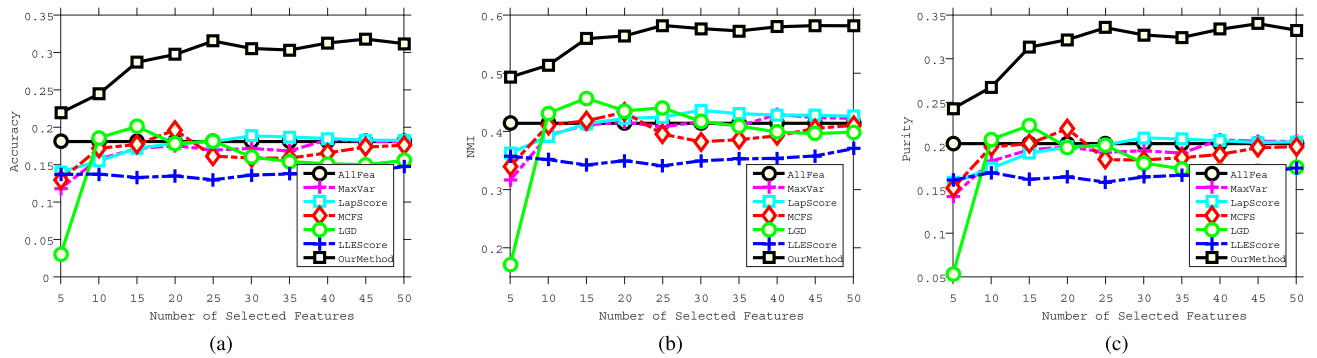 0.35
0.3
0.25
0.2
0.15
0.1
0.05
0
Accuracy
5 10 15 20 25 30 35 40 45 50
Number of Selected Features
AllFea
MaxVar
LapScore
MCFS
LGD
LLEScore
OurMethod
(a)
0.6
0.5
0.4
0.3
0.2
NMI
5 10 15 20 25 30 35 40 45 50
Number of Selected Features
AllFea
MaxVar
LapScore
MCFS
LGD
LLEScore
OurMethod
(b)
0.35
0.3
0.25
0.2
0.15
0.1
0.05
Purity
5 10 15 20 25 30 35 40 45 50
Number of Selected Features
AllFea
MaxVar
LapScore
MCFS
LGD
LLEScore
OurMethod
(c)